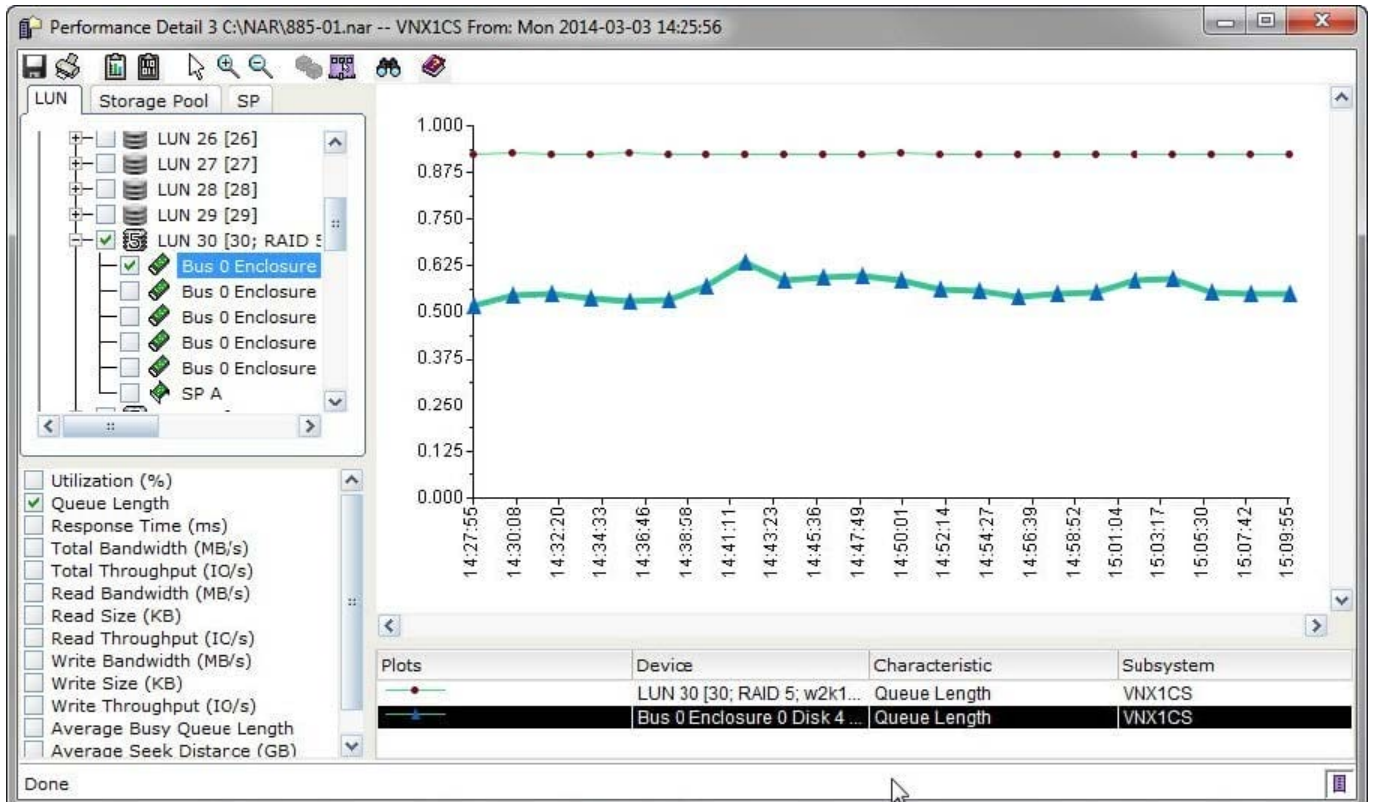 Performance Detail 3 C:\NAR\885-01.nar -- VNX1CS From: Mon 2014-03-03 14:25:56
LUN
Storage Pool
SP
LUN 26 [26]
LUN 27 [27]
LUN 28 [28]
LUN 29 [29]
LUN 30 [30; RAID 5
Bus 0 Enclosure
Bus 0 Enclosure
Bus 0 Enclosure
Bus 0 Enclosure
Bus 0 Enclosure
SP A
Utilization (%)
Queue Length
Response Time (ms)
Total Bandwidth (MB/s)
Total Throughput (IO/s)
Read Bandwidth (MB/s)
Read Size (KB)
Read Throughput (IO/s)
Write Bandwidth (MB/s)
Write Size (KB)
Write Throughput (IO/s)
Average Busy Queue Length
Average Seek Distance (GB)
1.000
0.875
0.750
0.625
0.500
0.375
0.250
0.125
0.000
14:27:55
14:30:08
14:32:20
14:34:33
14:36:46
14:38:58
14:41:11
14:43:23
14:45:36
14:47:49
14:50:01
14:52:14
14:54:27
14:56:39
14:58:52
15:01:04
15:03:17
15:05:30
15:07:42
15:09:55
Plots Device Characteristic Subsystem
LUN 30 [30; RAID 5; w2k1... Queue Length VNX1CS
Bus 0 Enclosure 0 Disk 4 ... Queue Length VNX1CS
Done